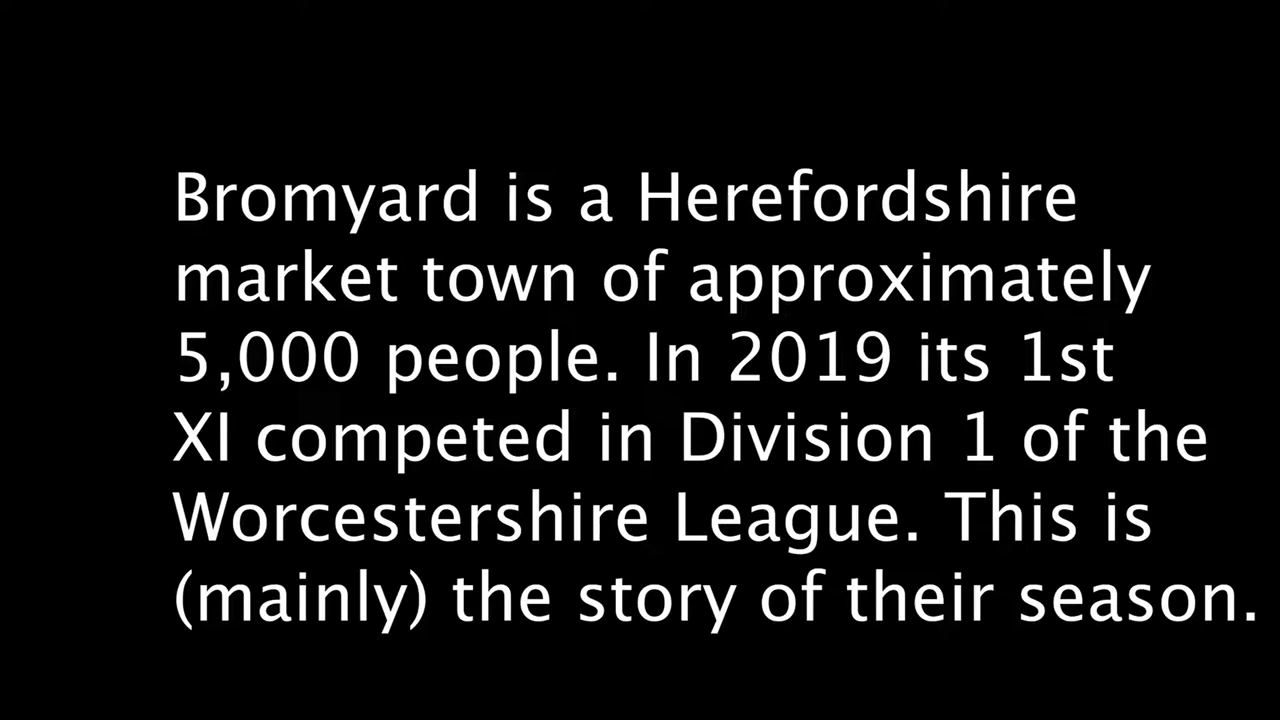 Bromyard is a Herefordshire
market town of approximately
5,000 people. In 2019 its 1st
XI competed in Division 1 of the
Worcestershire League. This is
(mainly) the story of their season.